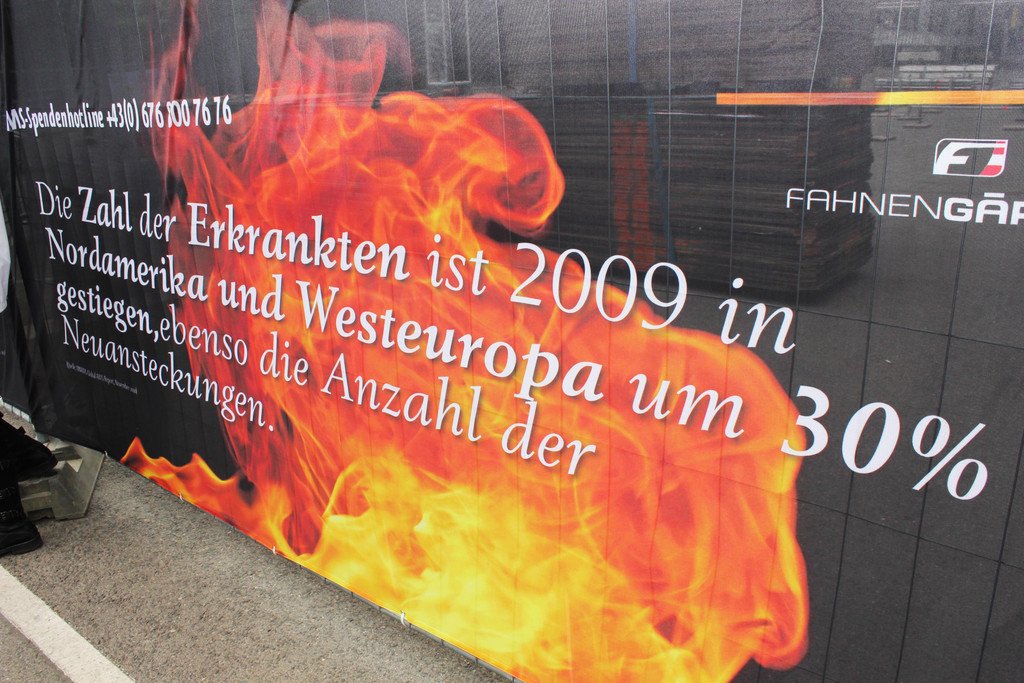 MS-Spendenhotline +43(0) 676 800 76 76
FAHNENGÄR
Die Zahl der Erkrankten ist 2009 in
Nordamerika und Westeuropa um 30%
gestiegen,ebenso die Anzahl der
Neuansteckungen.